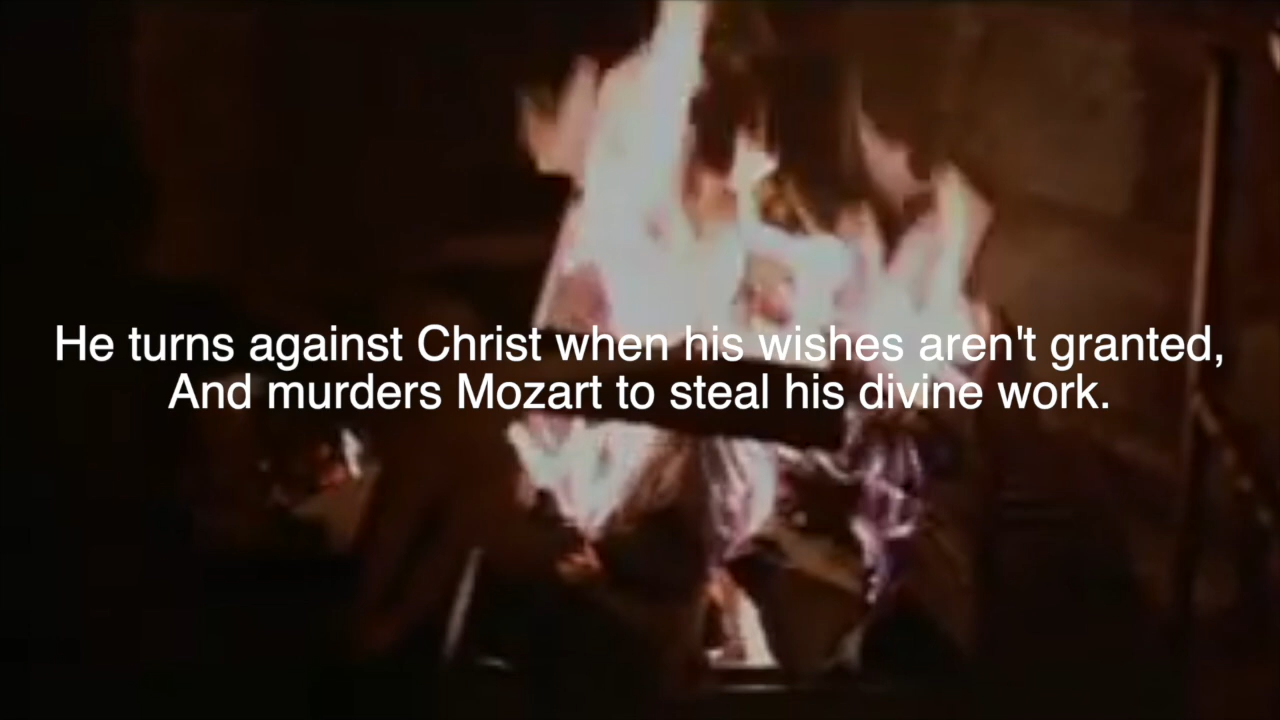 He turns against Christ when his wishes aren't granted,
And murders Mozart to steal his divine work.